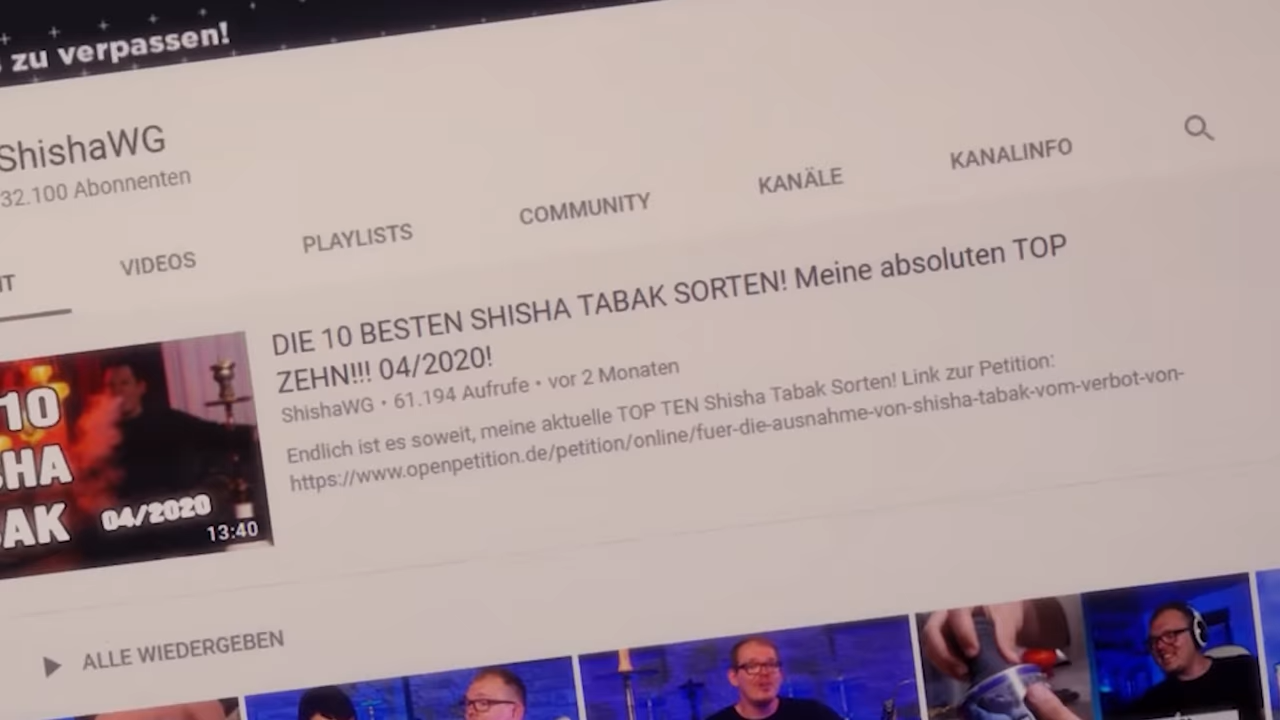 zu verpassen!
ShishaWG
32.100 Abonnenten
VIDEOS
PLAYLISTS
COMMUNITY
KANÄLE
KANALINFO
DIE 10 BESTEN SHISHA TABAK SORTEN! Meine absoluten TOP
ZEHN!!! 04/2020!
ShishaWG • 61.194 Aufrufe • vor 2 Monaten
Endlich ist es soweit, meine aktuelle TOP TEN Shisha Tabak Sorten! Link zur Petition:
https://www.openpetition.de/petition/online/fuer-die-ausnahme-von-shisha-tabak-vom-verbot-von-
10
04/2020
13:40
ALLE WIEDERGEBEN